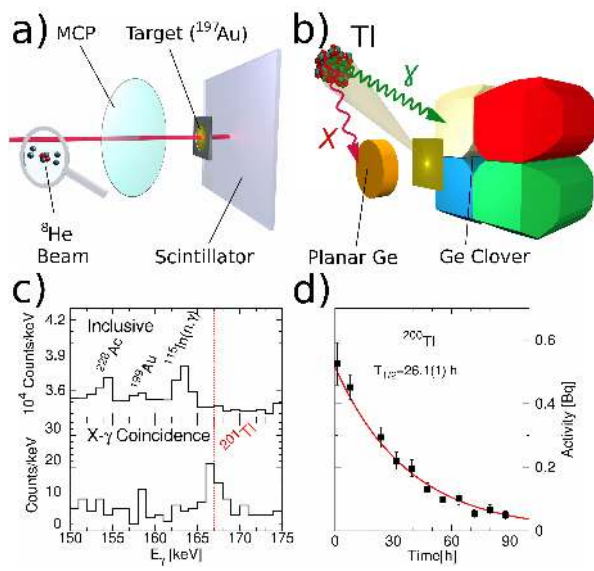 a)
MCP
Target (¹⁹⁷Au)
⁸He
Beam
Scintillator
b)
Tl
γ
X
Planar Ge
Ge Clover
c)
10⁴ Counts/keV
4.2
3.6
3.0
Inclusive
²²⁸Ac
¹⁹⁹Au
¹¹⁵In(n,γ)
²⁰¹Tl
X-γ Coincidence
Counts/keV
30
20
10
0
150 155 160 165 170 175
Eγ [keV]
d)
²⁰⁰Tl
T₁/₂=26.1(1) h
0.6
0.4
0.2
0
Activity [Bq]
0 30 60 90
Time[h]